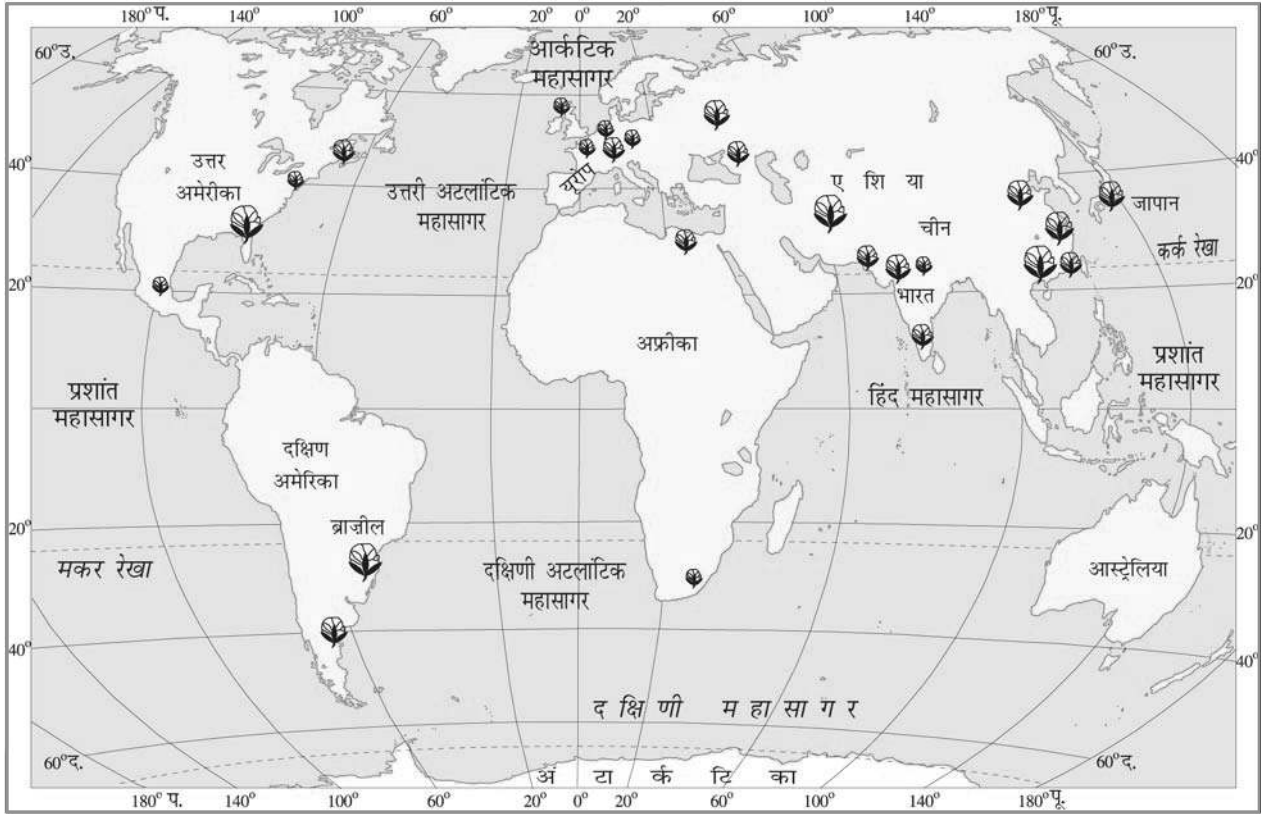 180° प. 140° 100° 60° 20° 0° 20° 60° 100° 140° 180° पू.
60° उ.
आर्कटिक
महासागर
60° उ.
40°
उत्तर
अमेरीका
उत्तरी अटलांटिक
महासागर
यूरोप
ए शि या
चीन
जापान
40°
कर्क रेखा
20°
भारत
20°
अफ्रीका
प्रशांत
महासागर
हिंद महासागर
प्रशांत
महासागर
दक्षिण
अमेरिका
ब्राज़ील
20°
20°
मकर रेखा
दक्षिणी अटलांटिक
महासागर
आस्ट्रेलिया
40°
40°
द क्षि णी म हा सा ग र
60° द.
60° द.
अं टा र्क टि का
180° प. 140° 100° 60° 20° 0° 20° 60° 100° 140° 180° पू.